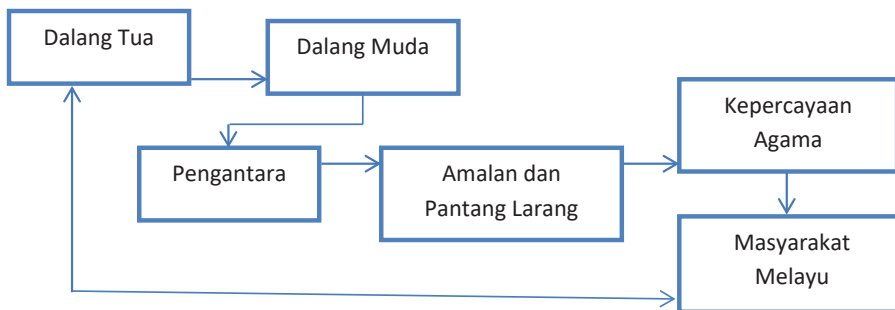 Dalang Tua
Dalang Muda
Pengantara
Amalan dan
Pantang Larang
Kepercayaan
Agama
Masyarakat
Melayu